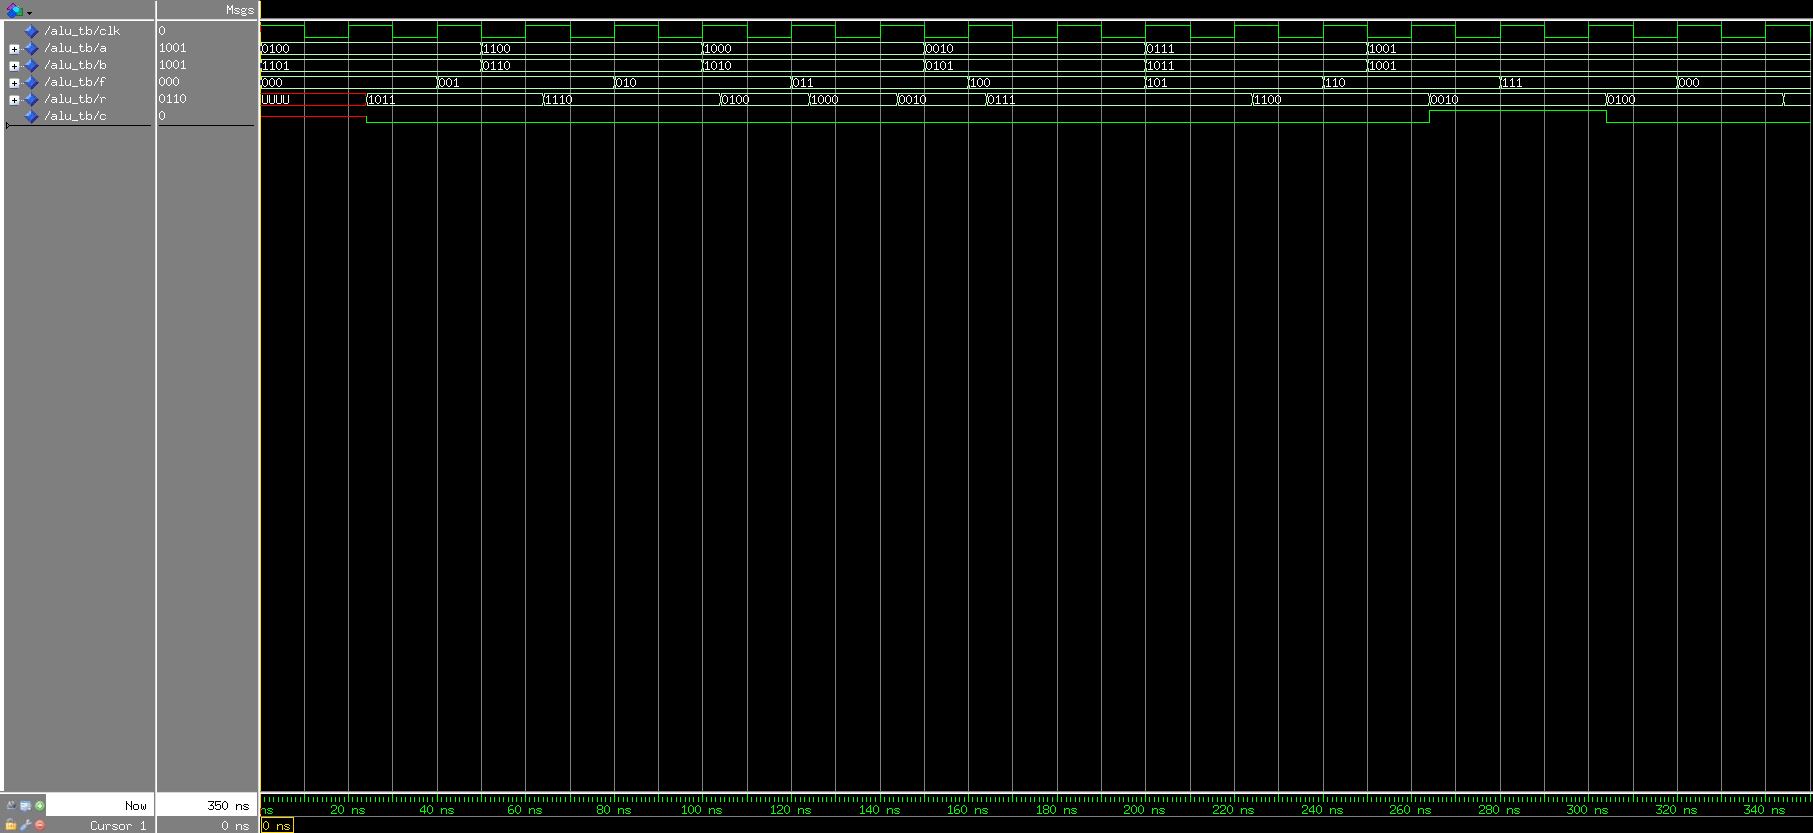 Msgs
/alu_tb/clk 0
/alu_tb/a 1001 0100 1100 1000 0010 0111 1001
/alu_tb/b 1001 1101 0110 1010 0101 1011 1001
/alu_tb/f 000 000 001 010 011 100 101 110 111 000
/alu_tb/r 0110 UUUU 1011 1110 0100 1000 0010 0111 1100 0010 0100
/alu_tb/c 0
Now 350 ns ns 20 ns 40 ns 60 ns 80 ns 100 ns 120 ns 140 ns 160 ns 180 ns 200 ns 220 ns 240 ns 260 ns 280 ns 300 ns 320 ns 340 ns
Cursor 1 0 ns 0 ns